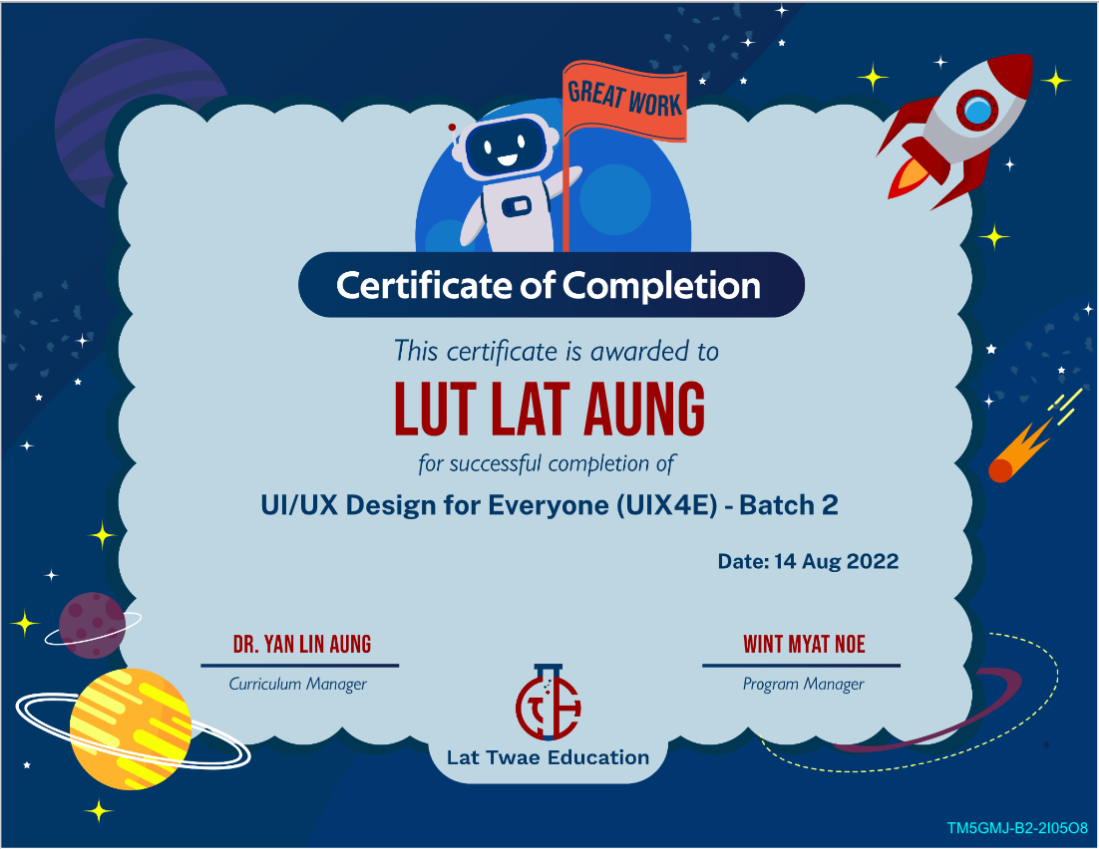 GREAT WORK
Certificate of Completion
This certificate is awarded to
LUT LAT AUNG
for successful completion of
UI/UX Design for Everyone (UIX4E) - Batch 2
Date: 14 Aug 2022
DR. YAN LIN AUNG
Curriculum Manager
WINT MYAT NOE
Program Manager
Lat Twae Education
TM5GMJ-B2-2I05O8